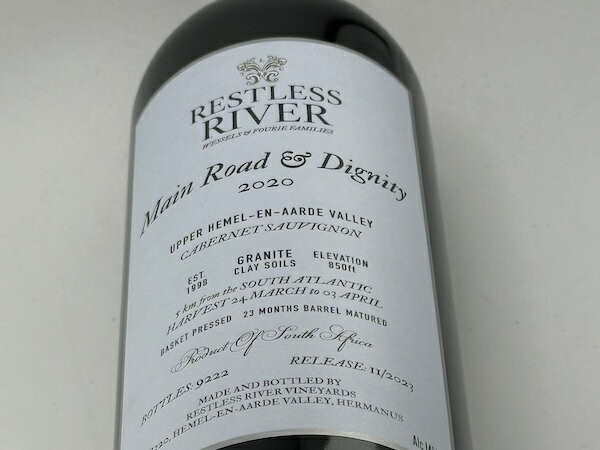 RESTLESS
RIVER
WESSELS & FOURIE FAMILIES
Main Road & Dignity
2020
UPPER HEMEL-EN-AARDE VALLEY
CABERNET SAUVIGNON
EST. 1998
GRANITE CLAY SOILS
ELEVATION 850ft
5 km from the SOUTH ATLANTIC
HARVEST 24 MARCH to 03 APRIL
BASKET PRESSED 23 MONTHS BARREL MATURED
Product Of South Africa
BOTTLES: 9222
RELEASE: 11/2023
MADE AND BOTTLED BY
RESTLESS RIVER VINEYARDS
HEMEL-EN-AARDE VALLEY, HERMANUS
Alc